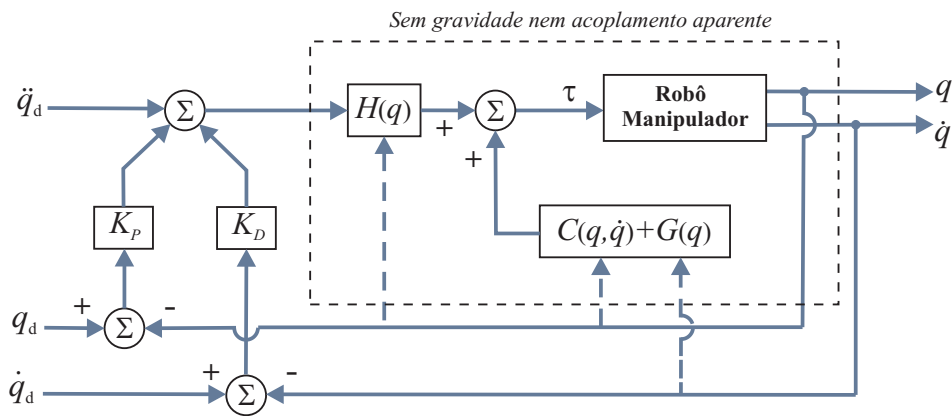 Sem gravidade nem acoplamento aparente
q̈d
Σ
H(q)
+
Σ
+
τ
Robô
Manipulador
q
q̇
KP
KD
C(q,q̇)+G(q)
qd
+
Σ
-
q̇d
+
Σ
-